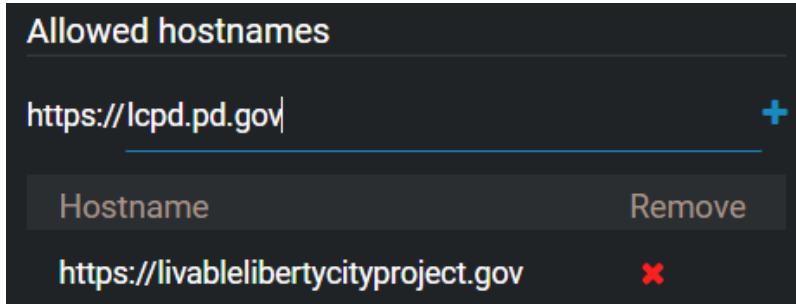 Allowed hostnames
https://lcpd.pd.gov
Hostname Remove
https://livablelibertycityproject.gov